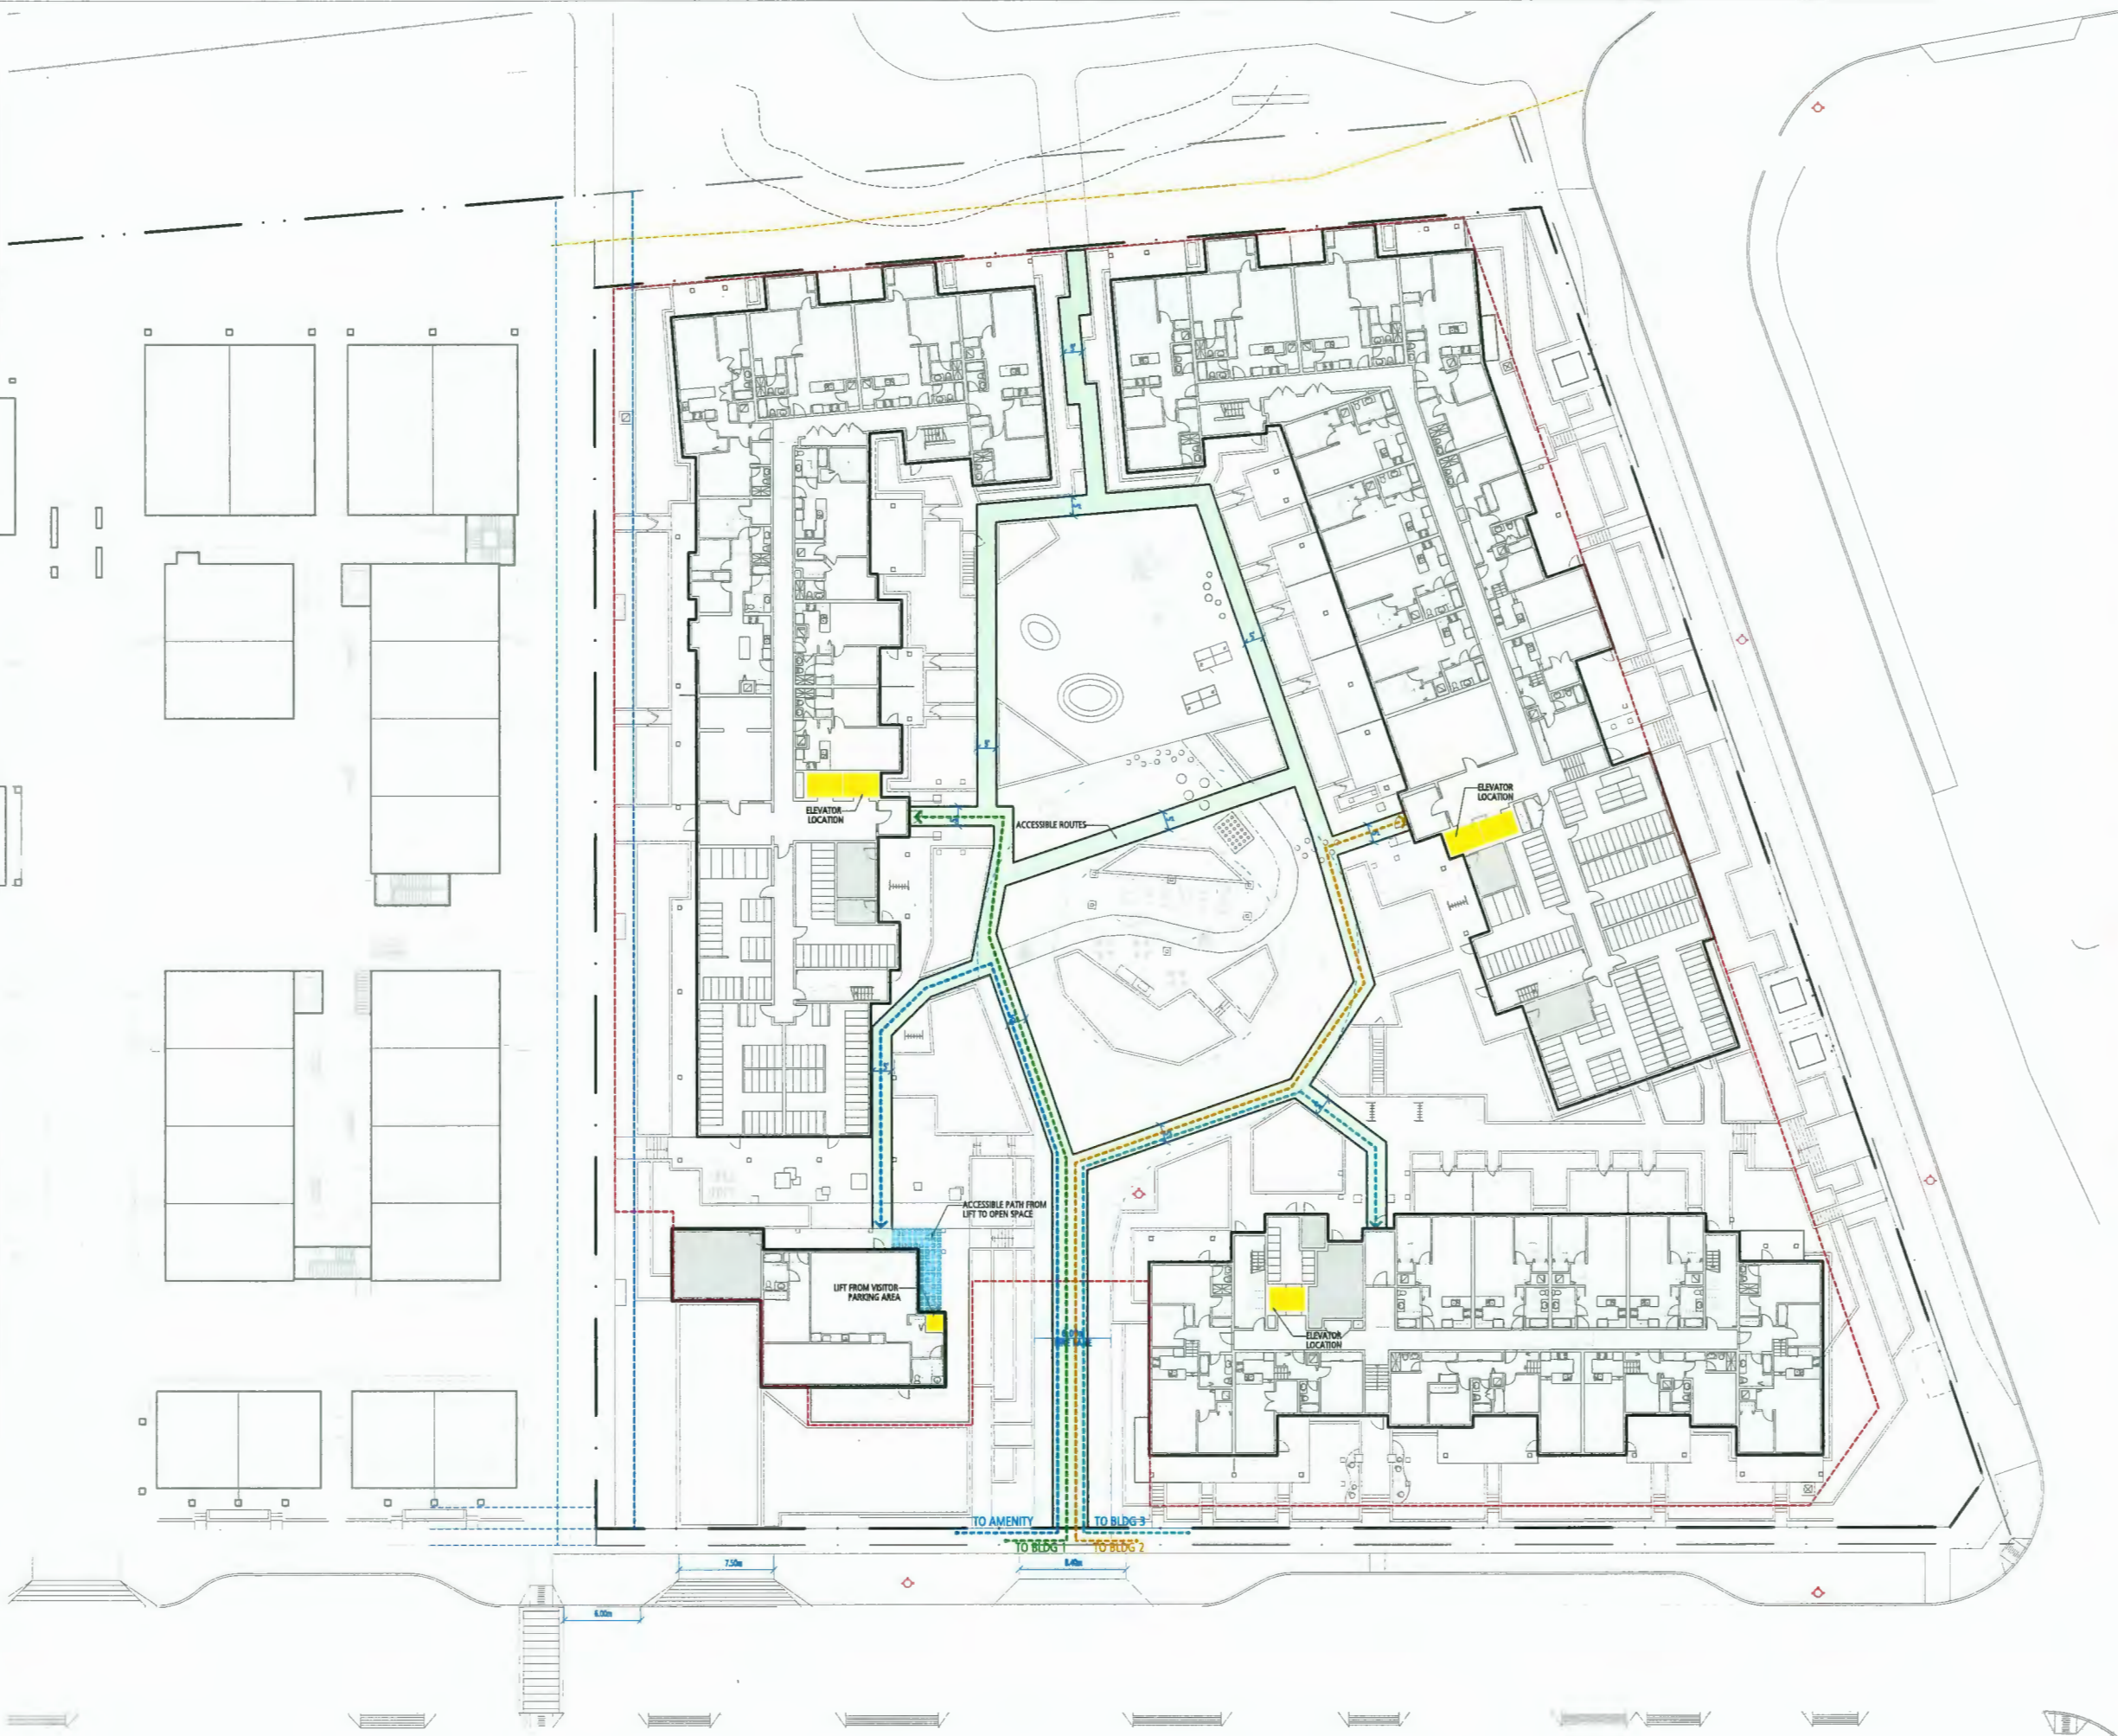 ELEVATOR
LOCATION
ELEVATOR
LOCATION
ACCESSIBLE ROUTES
ACCESSIBLE PATH FROM
LIFT TO OPEN SPACE
LIFT FROM VISITOR
PARKING AREA
ELEVATOR
LOCATION
TO AMENITY
TO BLDG 3
TO BLDG 1
TO BLDG 2
7.50m
8.40m
6.00m